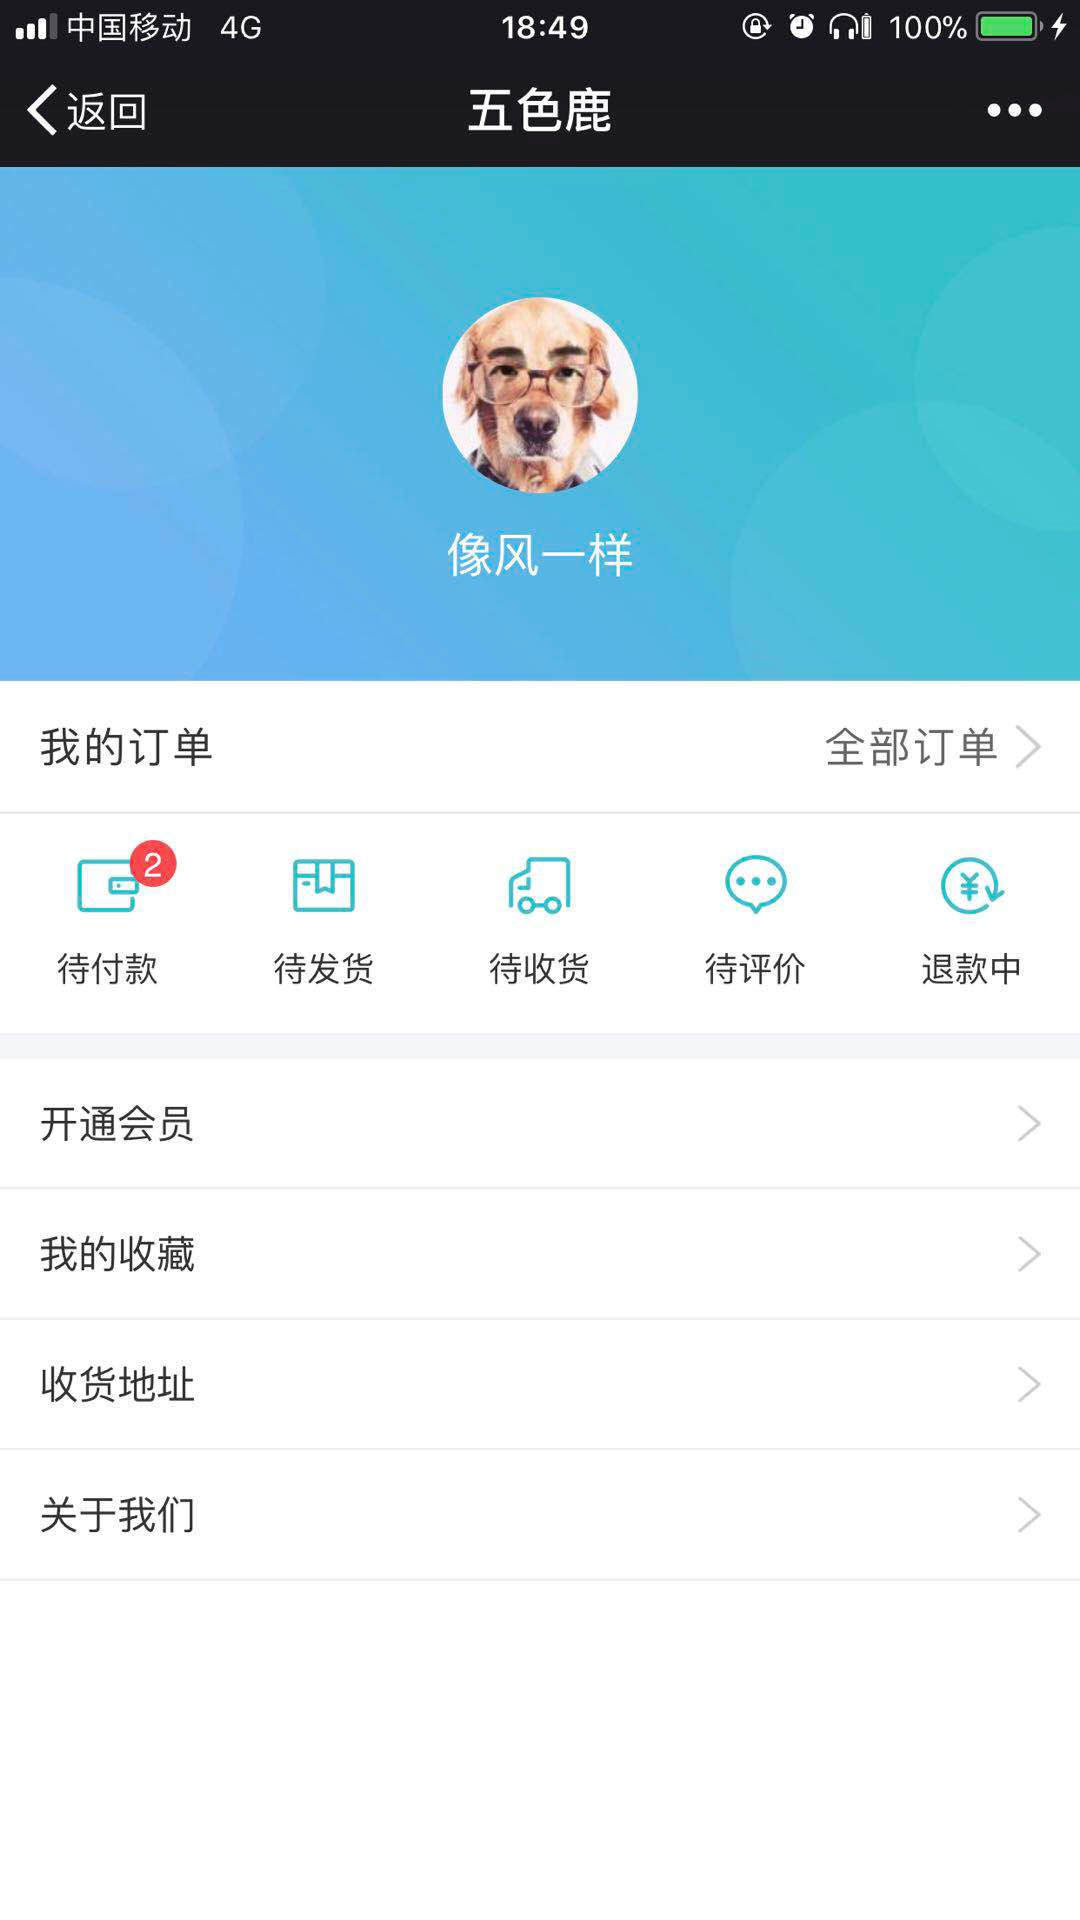 中国移动 4G 18:49 100%
返回 五色鹿
像风一样
我的订单 全部订单
2
待付款 待发货 待收货 待评价 退款中
开通会员
我的收藏
收货地址
关于我们